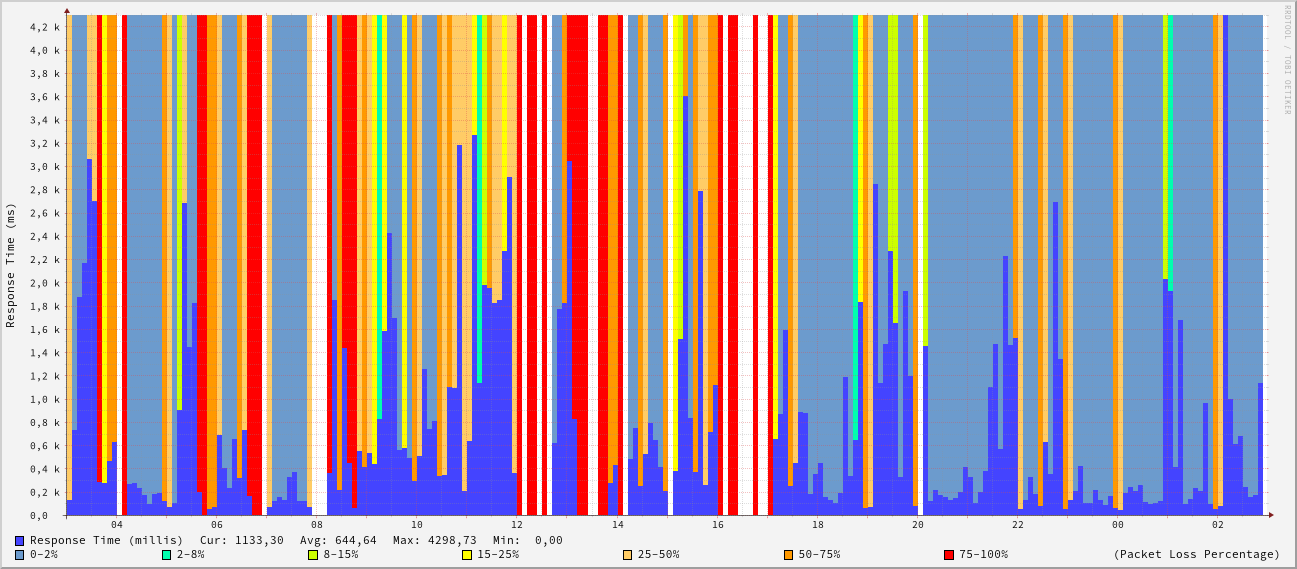 RRDTOOL / TOBI OETIKER
Response Time (ms)
4,2 k
4,0 k
3,8 k
3,6 k
3,4 k
3,2 k
3,0 k
2,8 k
2,6 k
2,4 k
2,2 k
2,0 k
1,8 k
1,6 k
1,4 k
1,2 k
1,0 k
0,8 k
0,6 k
0,4 k
0,2 k
0,0
04 06 08 10 12 14 16 18 20 22 00 02
Response Time (millis) Cur: 1133,30 Avg: 644,64 Max: 4298,73 Min: 0,00
0-2% 2-8% 8-15% 15-25% 25-50% 50-75% 75-100% (Packet Loss Percentage)